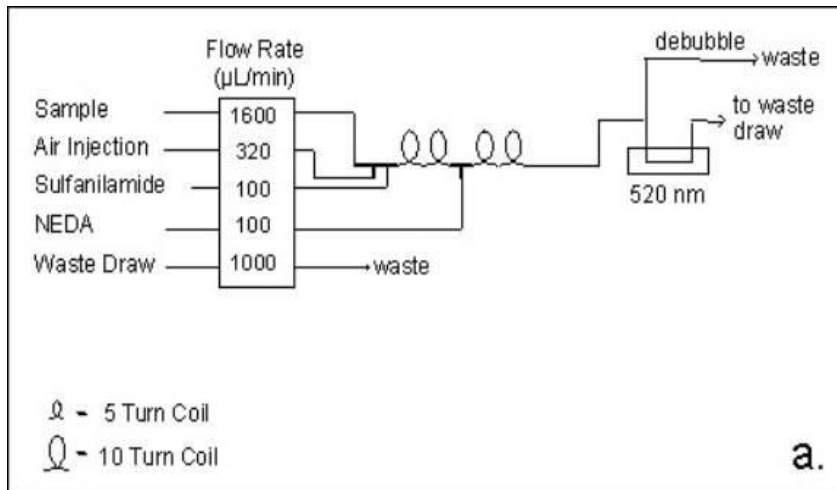 debubble
waste
Flow Rate
(µL/min)
Sample
1600
to waste
draw
Air Injection
320
Sulfanilamide
100
520 nm
NEDA
100
Waste Draw
1000
waste
- 5 Turn Coil
- 10 Turn Coil
a.